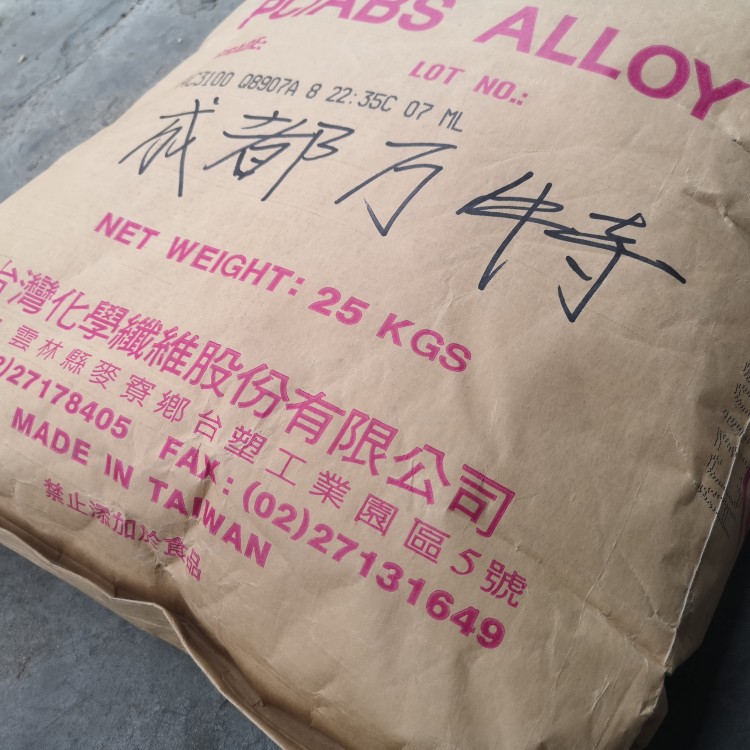 PC/ABS ALLOY
LOT NO.:
AC3100 Q8907A 8 22:35C 07 ML
成都万特
NET WEIGHT: 25 KGS
台灣化學纖維股份有限公司
雲林縣麥寮鄉台塑工業園區5號
02)27178405 FAX: (02)27131649
MADE IN TAIWAN
禁止添加於食品